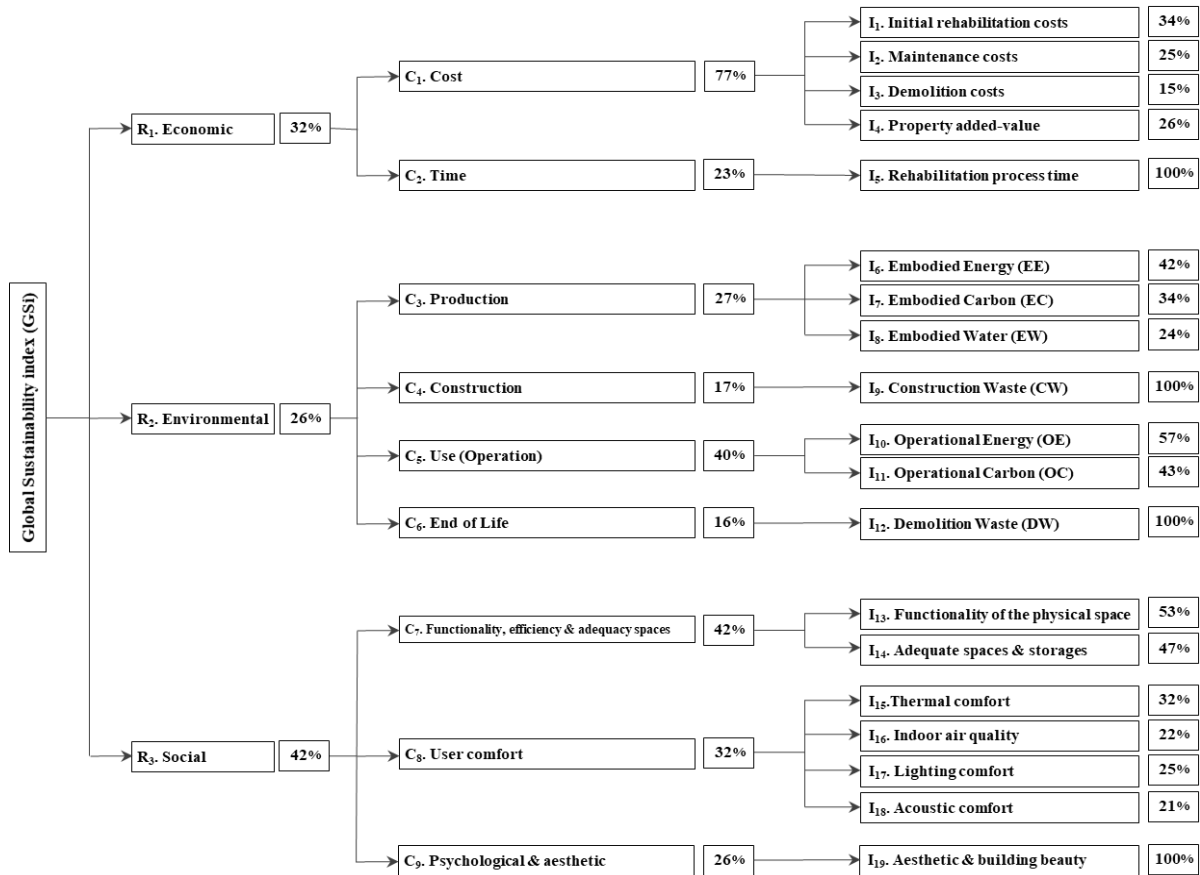 Global Sustainability index (GSi)
R₁. Economic 32%
C₁. Cost 77%
I₁. Initial rehabilitation costs 34%
I₂. Maintenance costs 25%
I₃. Demolition costs 15%
I₄. Property added-value 26%
C₂. Time 23%
I₅. Rehabilitation process time 100%
R₂. Environmental 26%
C₃. Production 27%
I₆. Embodied Energy (EE) 42%
I₇. Embodied Carbon (EC) 34%
I₈. Embodied Water (EW) 24%
C₄. Construction 17%
I₉. Construction Waste (CW) 100%
C₅. Use (Operation) 40%
I₁₀. Operational Energy (OE) 57%
I₁₁. Operational Carbon (OC) 43%
C₆. End of Life 16%
I₁₂. Demolition Waste (DW) 100%
R₃. Social 42%
C₇. Functionality, efficiency & adequacy spaces 42%
I₁₃. Functionality of the physical space 53%
I₁₄. Adequate spaces & storages 47%
C₈. User comfort 32%
I₁₅.Thermal comfort 32%
I₁₆. Indoor air quality 22%
I₁₇. Lighting comfort 25%
I₁₈. Acoustic comfort 21%
C₉. Psychological & aesthetic 26%
I₁₉. Aesthetic & building beauty 100%